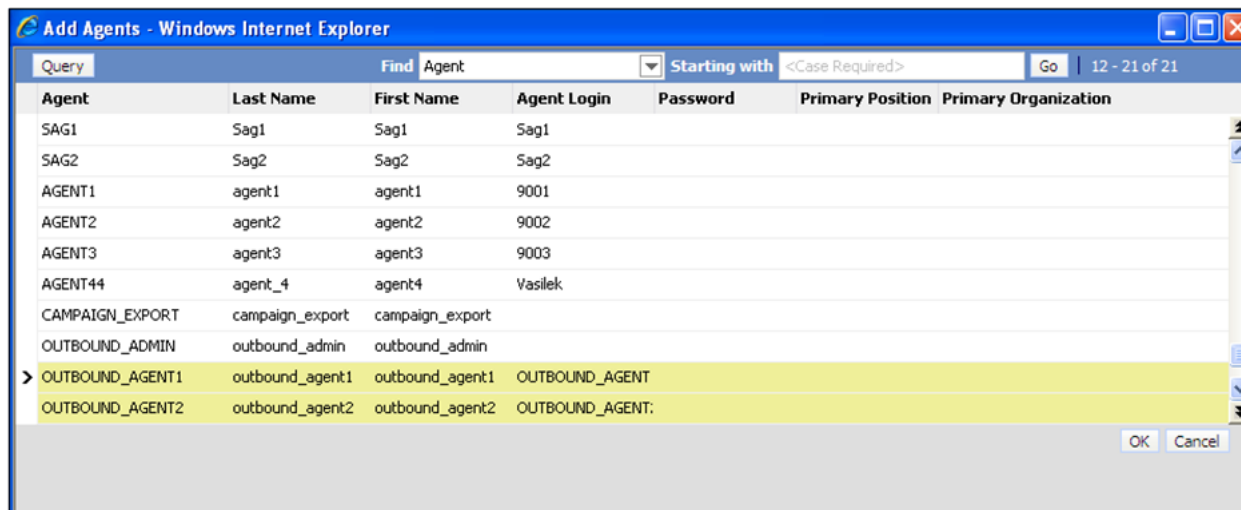 Add Agents - Windows Internet Explorer
Query Find Agent Starting with <Case Required> Go 12 - 21 of 21
Agent Last Name First Name Agent Login Password Primary Position Primary Organization
SAG1 Sag1 Sag1 Sag1
SAG2 Sag2 Sag2 Sag2
AGENT1 agent1 agent1 9001
AGENT2 agent2 agent2 9002
AGENT3 agent3 agent3 9003
AGENT44 agent_4 agent4 Vasilek
CAMPAIGN_EXPORT campaign_export campaign_export
OUTBOUND_ADMIN outbound_admin outbound_admin
OUTBOUND_AGENT1 outbound_agent1 outbound_agent1 OUTBOUND_AGENT
OUTBOUND_AGENT2 outbound_agent2 outbound_agent2 OUTBOUND_AGENT:
OK Cancel